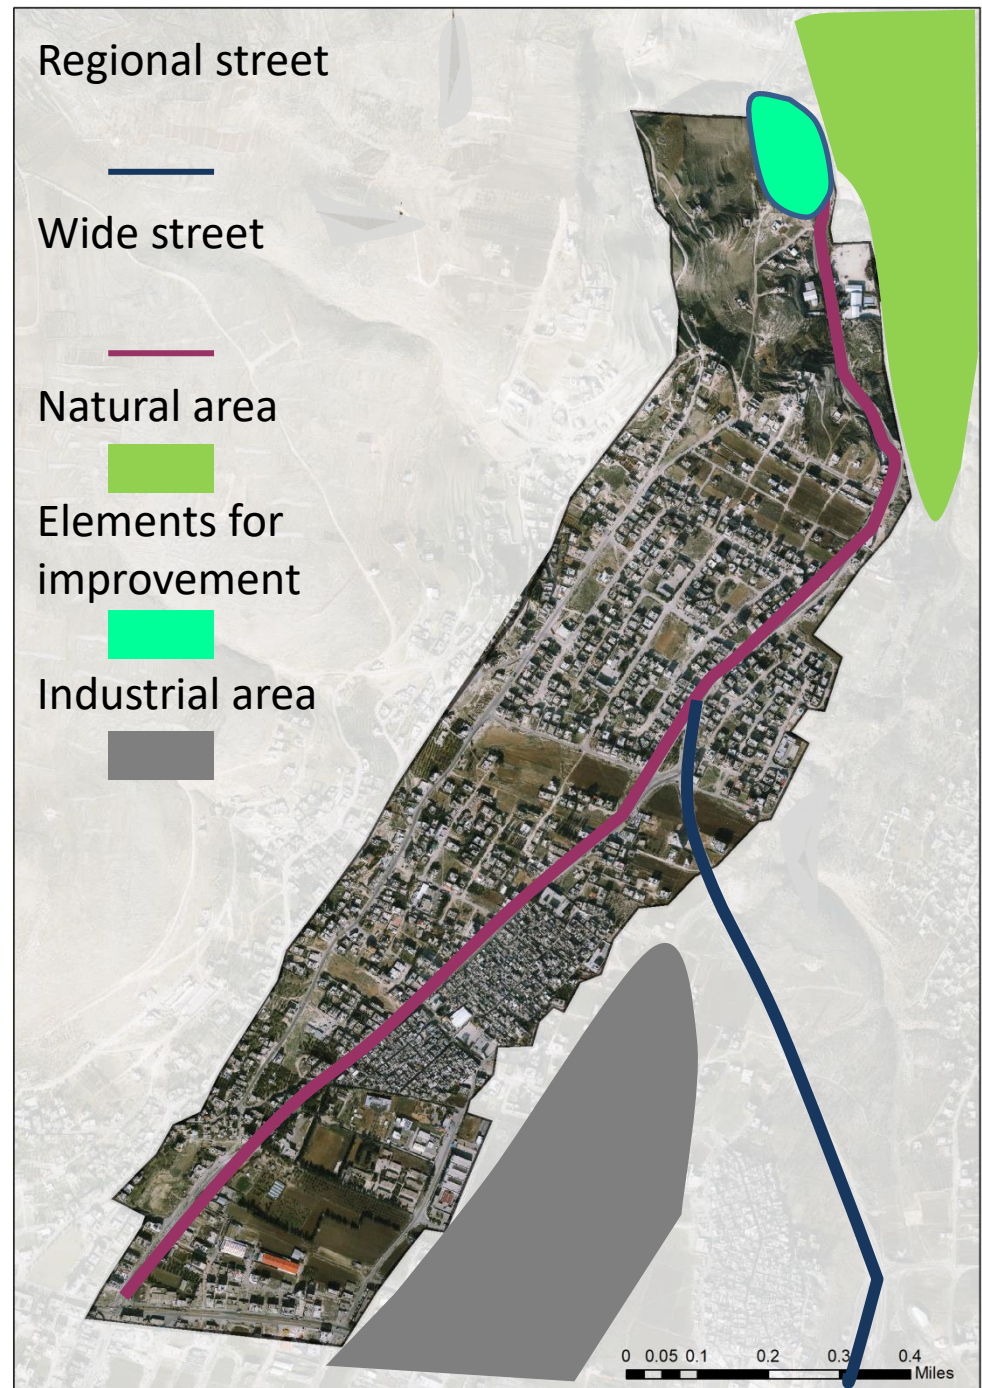 Regional street
Wide street
Natural area
Elements for
improvement
Industrial area
0 0.05 0.1 0.2 0.3 0.4
Miles